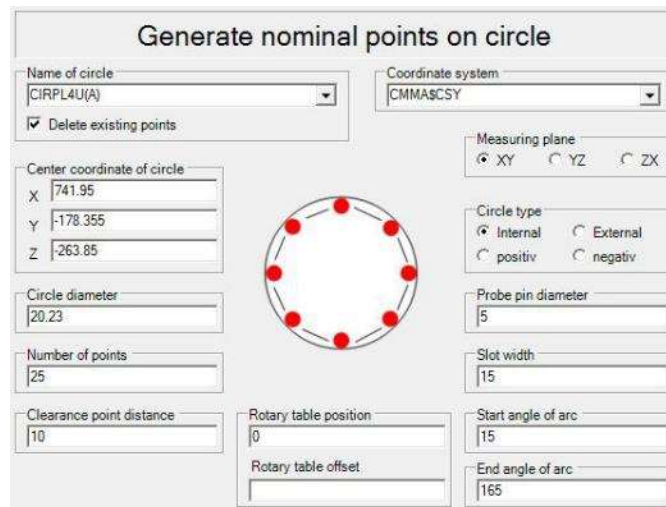 Generate nominal points on circle
Name of circle
CIRPL4U(A)
Delete existing points
Coordinate system
CMMA$CSY
Measuring plane
XY YZ ZX
Center coordinate of circle
X 741.95
Y -178.355
Z -263.85
Circle type
Internal External
positiv negativ
Circle diameter
20.23
Probe pin diameter
5
Number of points
25
Slot width
15
Clearance point distance
10
Rotary table position
0
Rotary table offset
Start angle of arc
15
End angle of arc
165